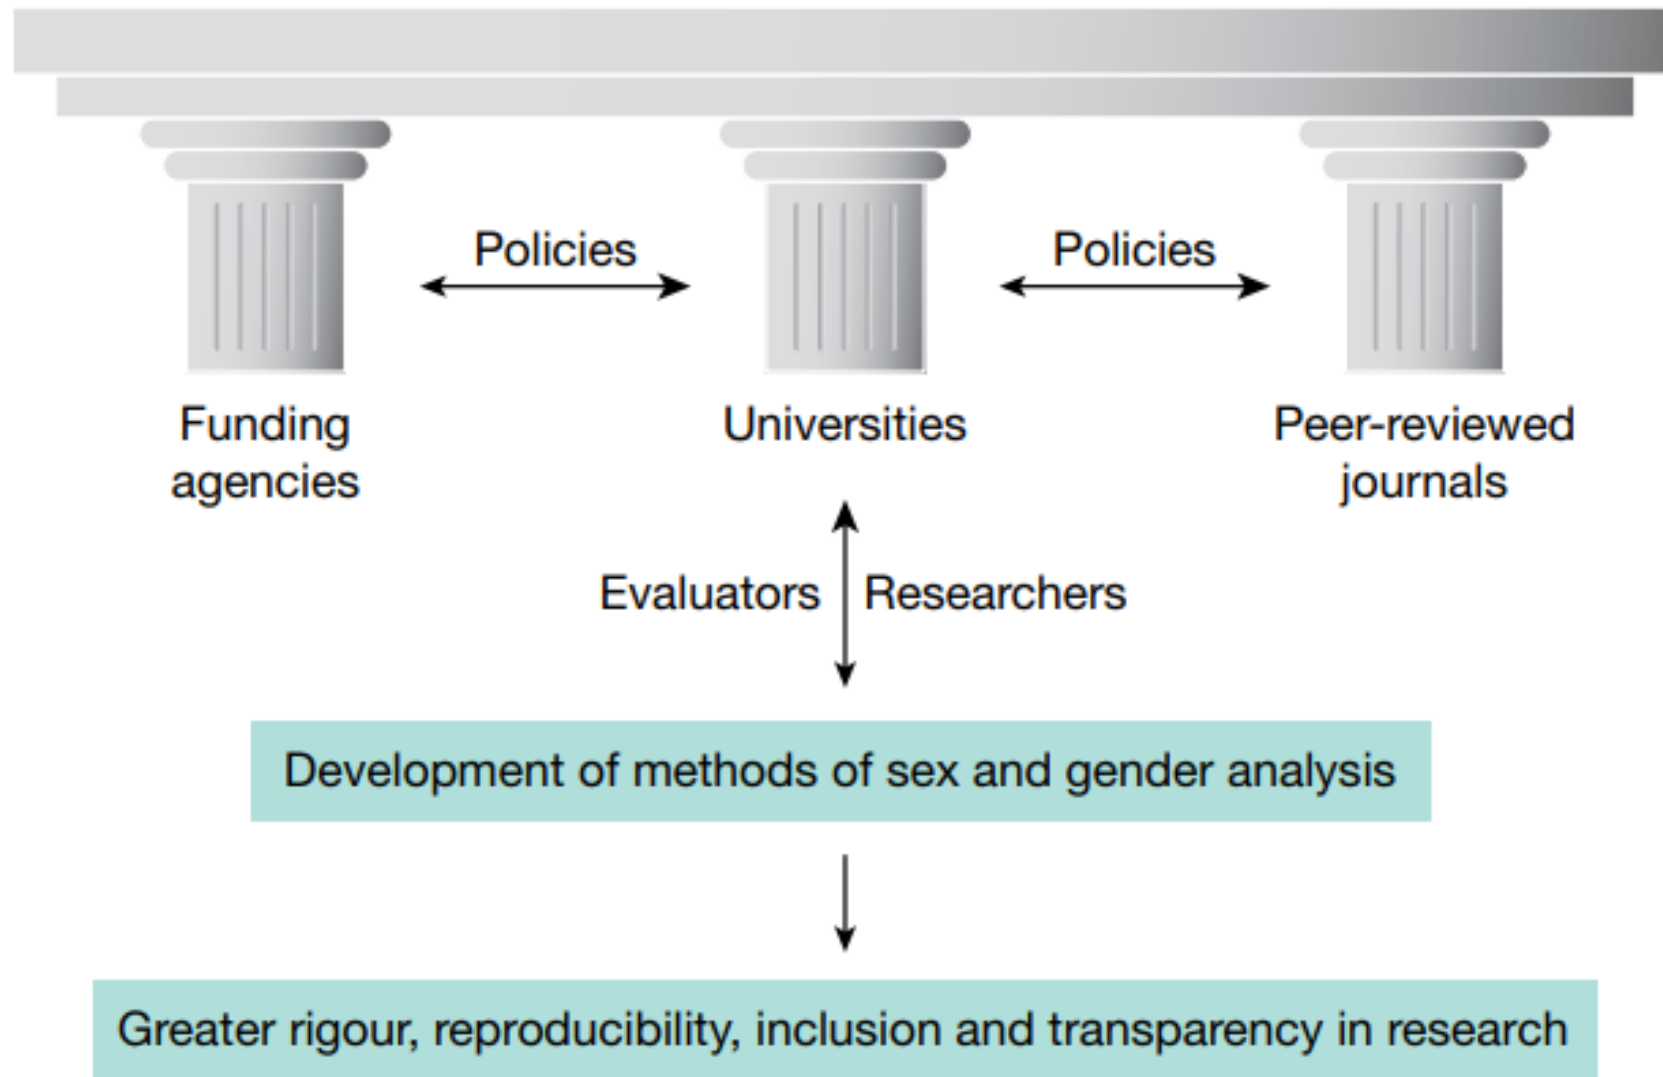 Policies
Policies
Funding
agencies
Universities
Peer-reviewed
journals
Evaluators
Researchers
Development of methods of sex and gender analysis
Greater rigour, reproducibility, inclusion and transparency in research